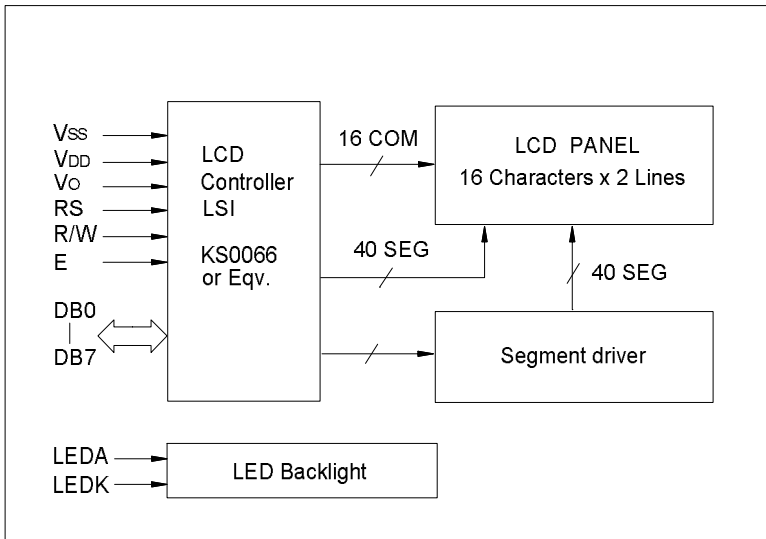 VSS
VDD
VO
RS
R/W
E
DB0
DB7
LCD
Controller
LSI
KS0066
or Eqv.
16 COM
LCD PANEL
16 Characters x 2 Lines
40 SEG
40 SEG
Segment driver
LEDA
LEDK
LED Backlight